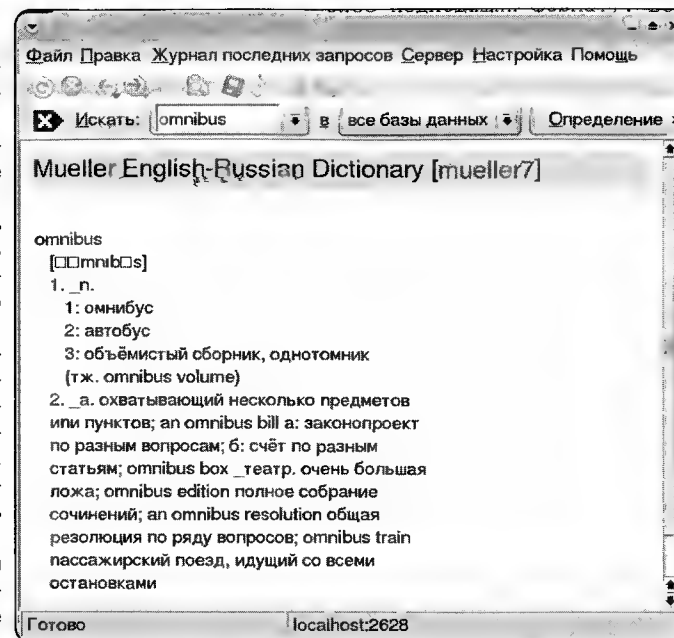 Файл Правка Журнал последних запросов Сервер Настройка Помощь
Искать: omnibus в все базы данных Определение
Mueller English-Russian Dictionary [mueller7]
omnibus
[□□mnıb□s]
1. _n.
1: омнибус
2: автобус
3: объёмистый сборник, однотомник
(тж. omnibus volume)
2. _a. охватывающий несколько предметов
или пунктов; an omnibus bill а: законопроект
по разным вопросам; б: счёт по разным
статьям; omnibus box _театр. очень большая
ложа; omnibus edition полное собрание
сочинений; an omnibus resolution общая
резолюция по ряду вопросов; omnibus train
пассажирский поезд, идущий со всеми
остановками
Готово localhost:2628